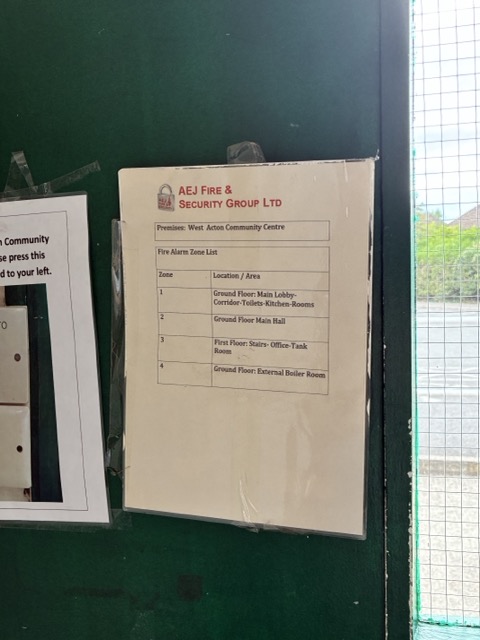 n Community
se press this
d to your left.
TO
AEJ FIRE &
SECURITY GROUP LTD
Premises: West Acton Community Centre
Fire Alarm Zone List
Zone Location / Area
1 Ground Floor: Main Lobby-
Corridor-Toilets-Kitchen-Rooms
2 Ground Floor Main Hall
3 First Floor: Stairs- Office-Tank
Room
4 Ground Floor: External Boiler Room